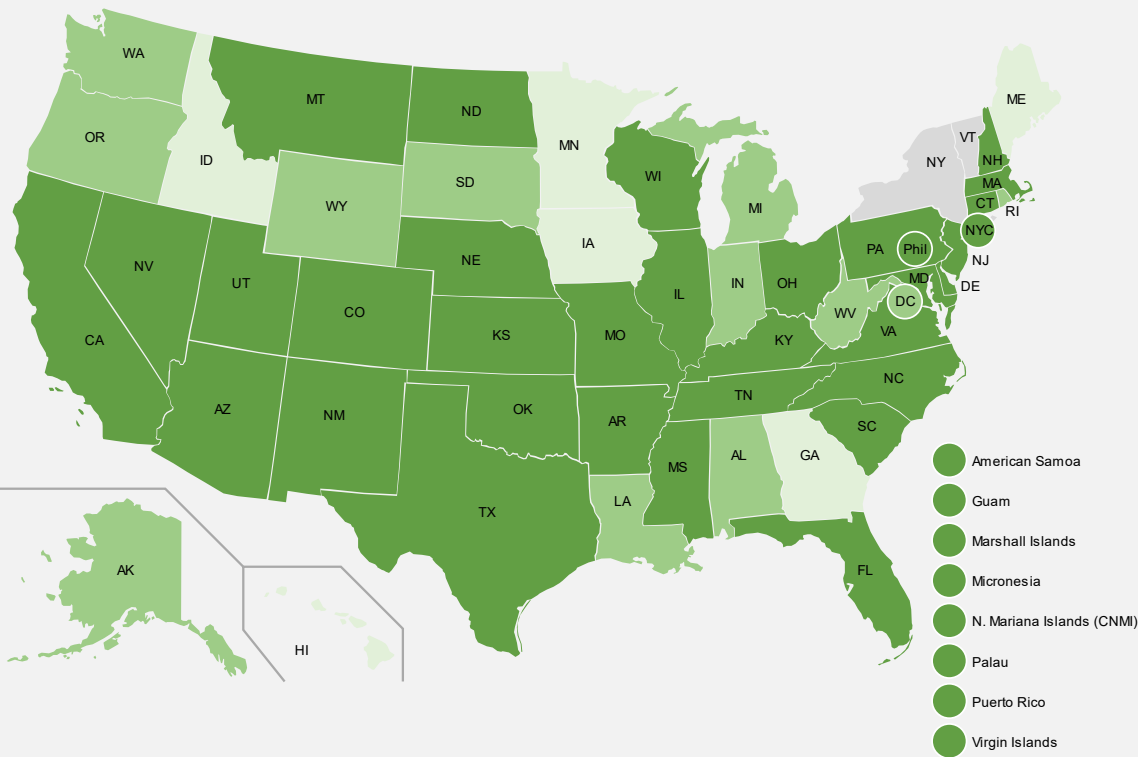 WA
MT
ND
MN
ME
OR
ID
SD
WI
VT
NY
NH
MA
WY
MI
CT
RI
NYC
IA
PA
Phil
NV
NE
NJ
UT
IN
OH
MD
DE
IL
DC
CO
WV
CA
KS
MO
VA
KY
NC
TN
AZ
NM
OK
AR
SC
AL
GA
MS
American Samoa
LA
Guam
TX
Marshall Islands
AK
FL
Micronesia
N. Mariana Islands (CNMI)
HI
Palau
Puerto Rico
Virgin Islands